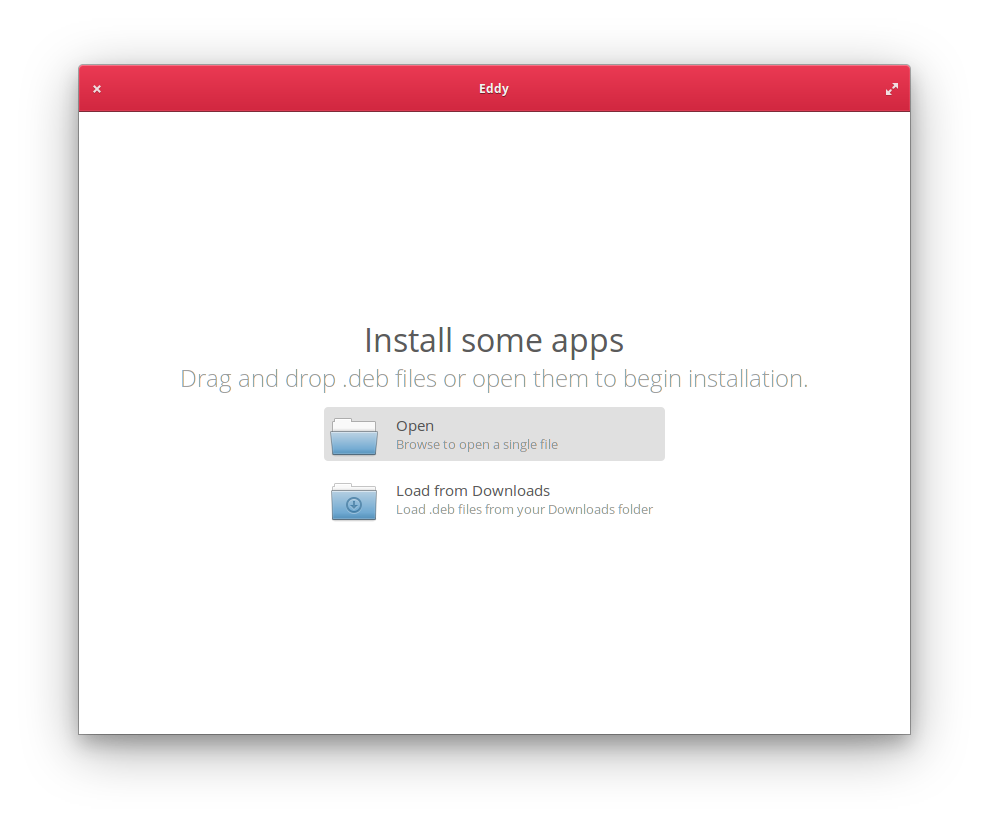 Eddy
Install some apps
Drag and drop .deb files or open them to begin installation.
Open
Browse to open a single file
Load from Downloads
Load .deb files from your Downloads folder